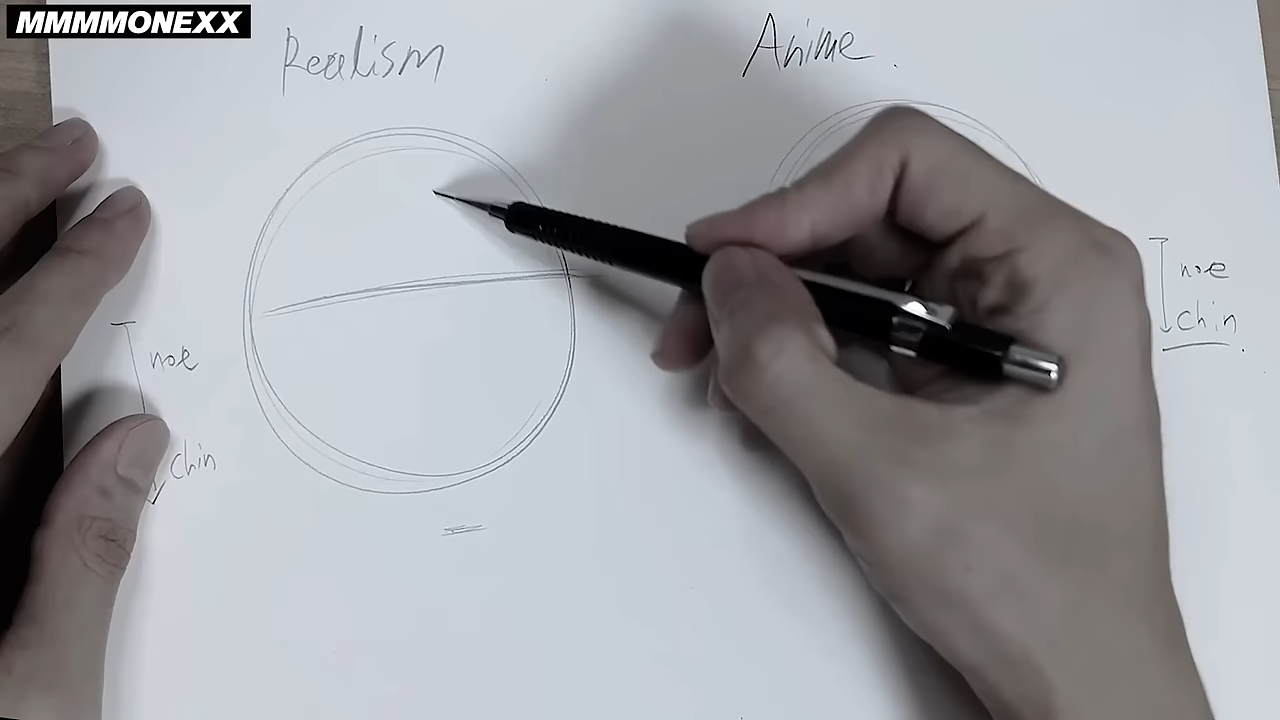 MMMMONEXX
Realism
Anime.
noe
chin
noe
chin.